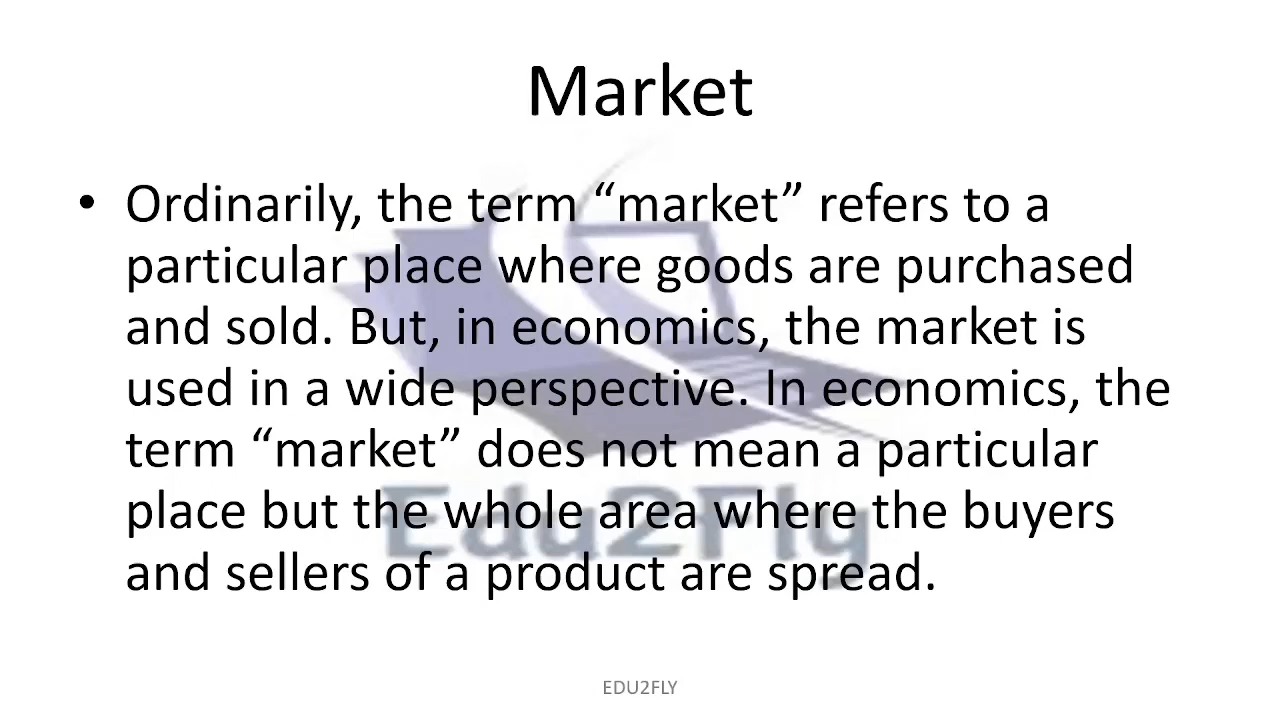 Market
• Ordinarily, the term “market” refers to a
particular place where goods are purchased
and sold. But, in economics, the market is
used in a wide perspective. In economics, the
term “market” does not mean a particular
place but the whole area where the buyers
and sellers of a product are spread.
Edu2Fly
EDU2FLY